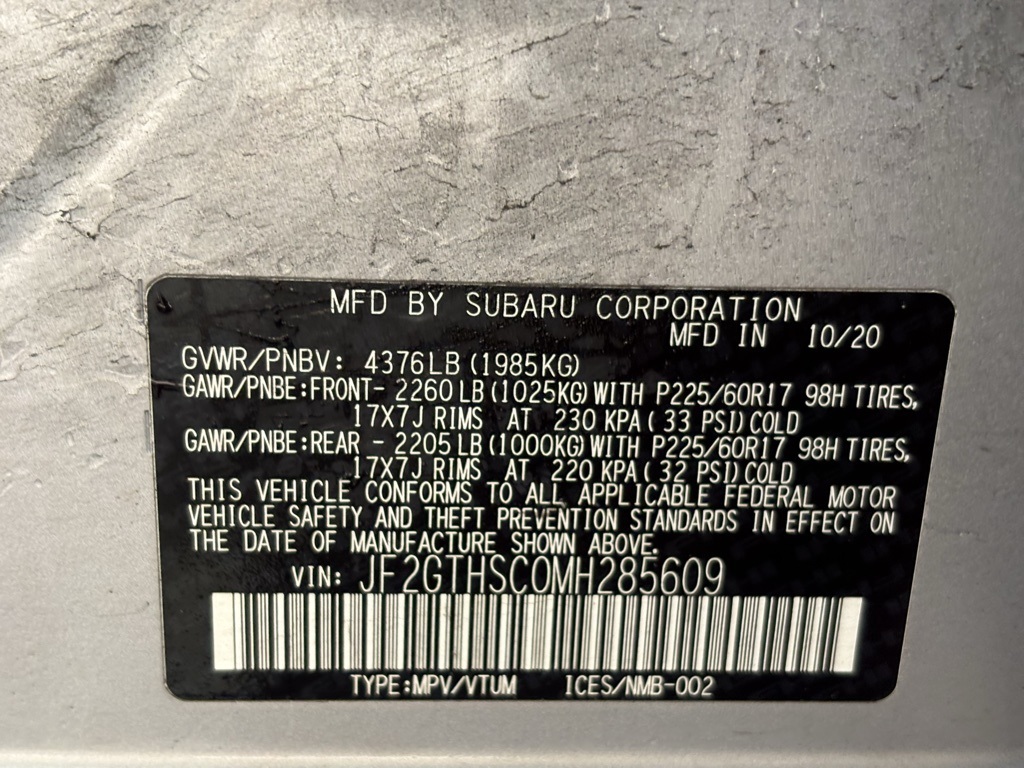 MFD BY SUBARU CORPORATION
MFD IN 10/20
GVWR/PNBV: 4376LB (1985KG)
GAWR/PNBE:FRONT- 2260 LB (1025KG) WITH P225/60R17 98H TIRES,
17X7J RIMS AT 230 KPA ( 33 PSI) COLD
GAWR/PNBE:REAR - 2205 LB (1000KG) WITH P225/60R17 98H TIRES,
17X7J RIMS AT 220 KPA ( 32 PSI) COLD
THIS VEHICLE CONFORMS TO ALL APPLICABLE FEDERAL MOTOR
VEHICLE SAFETY AND THEFT PREVENTION STANDARDS IN EFFECT ON
THE DATE OF MANUFACTURE SHOWN ABOVE.
VIN: JF2GTHSC0MH285609
TYPE:MPV/VTUM ICES/NMB-002